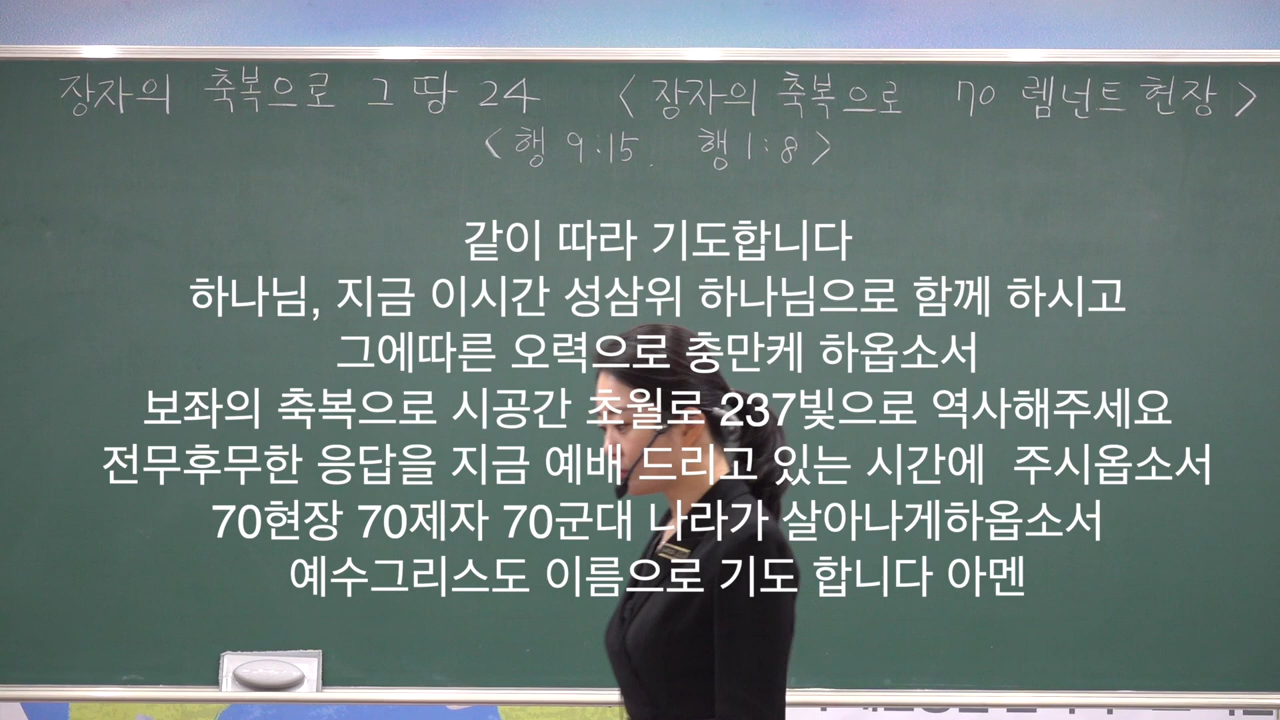 장자의 축복으로 그 땅 24 < 장자의 축복으로 70 렘넌트 현장 >
< 행 9:15. 행 1:8 >
같이 따라 기도합니다
하나님, 지금 이시간 성삼위 하나님으로 함께 하시고
그에따른 오력으로 충만케 하옵소서
보좌의 축복으로 시공간 초월로 237빛으로 역사해주세요
전무후무한 응답을 지금 예배 드리고 있는 시간에 주시옵소서
70현장 70제자 70군대 나라가 살아나게하옵소서
예수그리스도 이름으로 기도 합니다 아멘